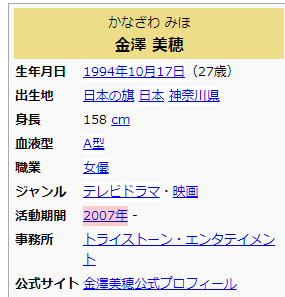 かなざわ みほ
金澤 美穂
生年月日 1994年10月17日（27歳）
出生地 日本の旗 日本 神奈川県
身長 158 cm
血液型 A型
職業 女優
ジャンル テレビドラマ・映画
活動期間 2007年 -
事務所 トライストーン・エンタテイメン
ト
公式サイト 金澤美穂公式プロフィール